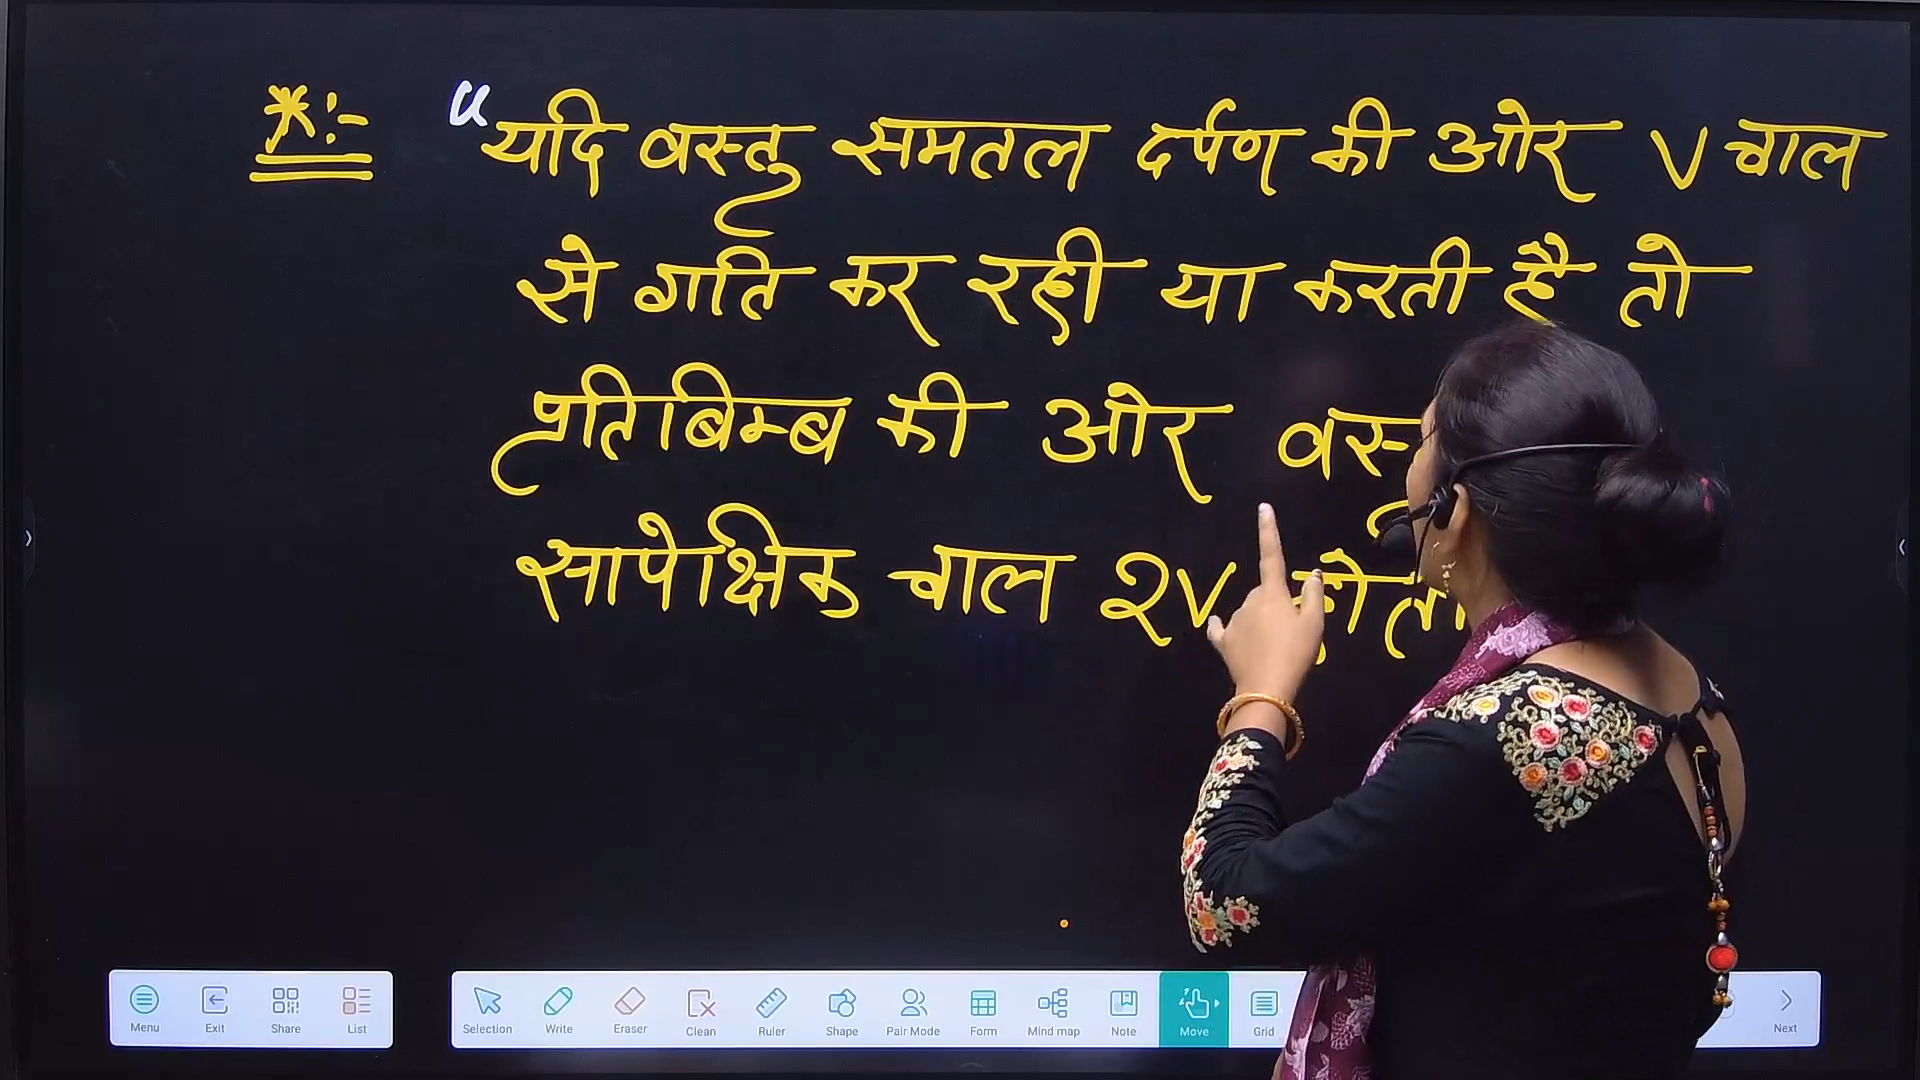 *:- “यदि वस्तु समतल दर्पण की ओर V चाल
से गति कर रही या करती है तो
प्रतिबिम्ब की ओर
सापेक्षिक चाल 2V
Menu Exit Share List Selection Write Eraser Clean Ruler Shape Pair Mode Form Mind map Note Move Grid Next